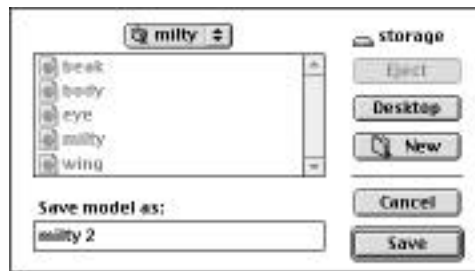 milty
storage
beak
body
eye
milty
wing
Eject
Desktop
New
Save model as:
milty 2
Cancel
Save